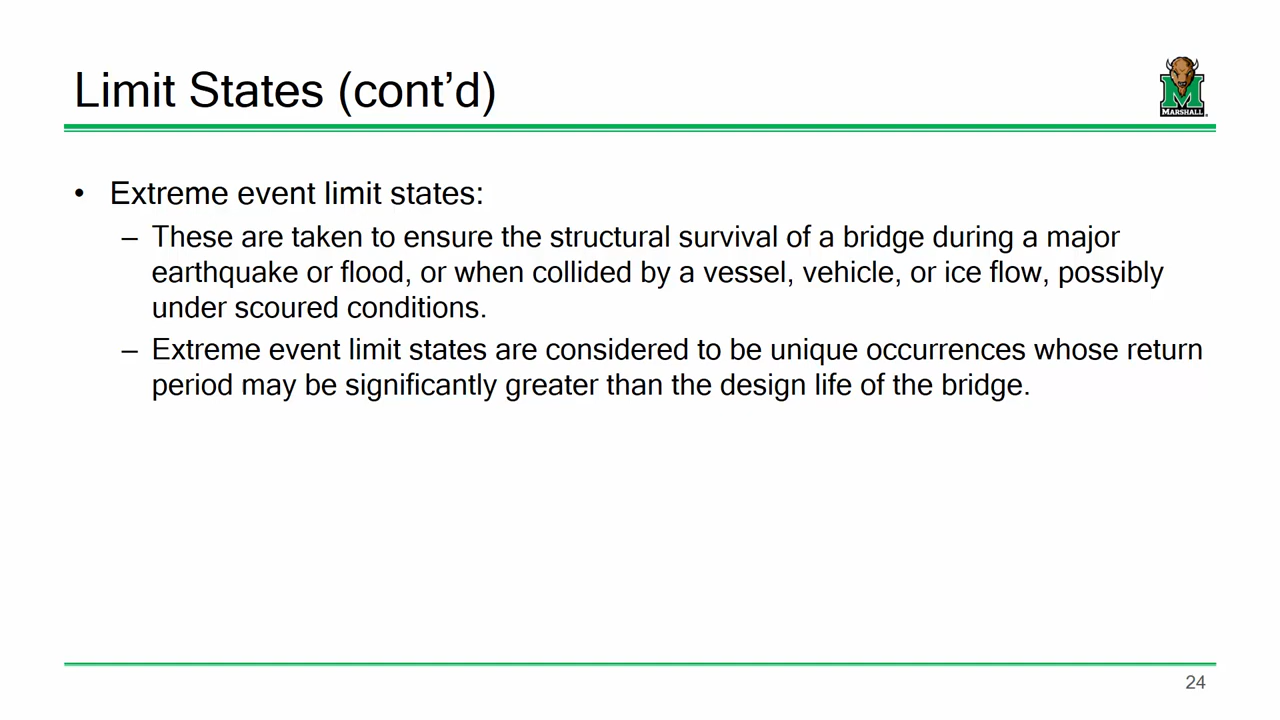 Limit States (cont’d)
MARSHALL
• Extreme event limit states:
– These are taken to ensure the structural survival of a bridge during a major
earthquake or flood, or when collided by a vessel, vehicle, or ice flow, possibly
under scoured conditions.
– Extreme event limit states are considered to be unique occurrences whose return
period may be significantly greater than the design life of the bridge.
24